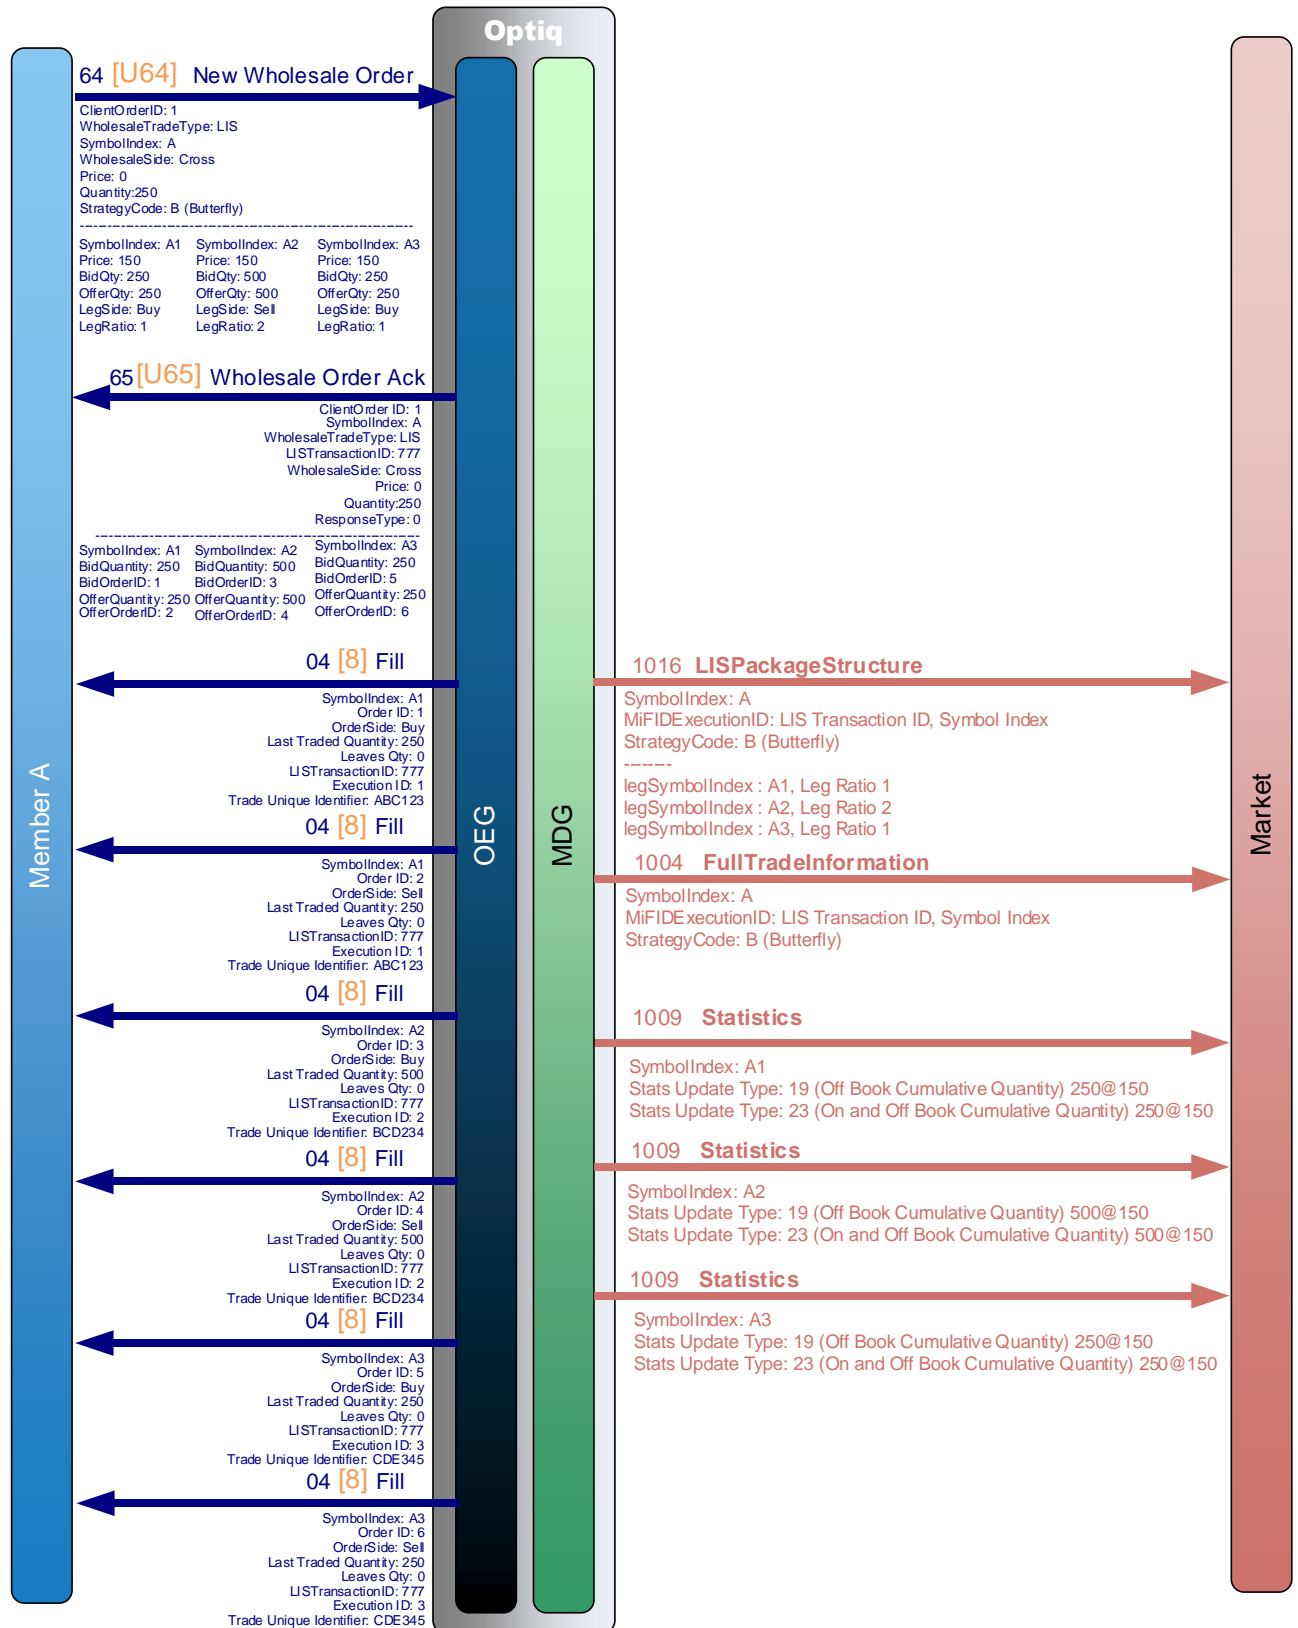 Optiq
64 [U64] New Wholesale Order
ClientOrderID: 1
WholesaleTradeType: LIS
SymbolIndex: A
WholesaleSide: Cross
Price: 0
Quantity:250
StrategyCode: B (Butterfly)
SymbolIndex: A1 SymbolIndex: A2 SymbolIndex: A3
Price: 150 Price: 150 Price: 150
BidQty: 250 BidQty: 500 BidQty: 250
OfferQty: 250 OfferQty: 500 OfferQty: 250
LegSide: Buy LegSide: Sell LegSide: Buy
LegRatio: 1 LegRatio: 2 LegRatio: 1
65 [U65] Wholesale Order Ack
ClientOrder ID: 1
SymbolIndex: A
WholesaleTradeType: LIS
LISTransactionID: 777
WholesaleSide: Cross
Price: 0
Quantity:250
ResponseType: 0
SymbolIndex: A1 SymbolIndex: A2 SymbolIndex: A3
BidQuantity: 250 BidQuantity: 500 BidQuantity: 250
BidOrderID: 1 BidOrderID: 3 BidOrderID: 5
OfferQuantity: 250 OfferQuantity: 500 OfferQuantity: 250
OfferOrderID: 2 OfferOrderID: 4 OfferOrderID: 6
04 [8] Fill
SymbolIndex: A1
Order ID: 1
OrderSide: Buy
Last Traded Quantity: 250
Leaves Qty: 0
LISTransactionID: 777
Execution ID: 1
Trade Unique Identifier: ABC123
04 [8] Fill
SymbolIndex: A1
Order ID: 2
OrderSide: Sell
Last Traded Quantity: 250
Leaves Qty: 0
LISTransactionID: 777
Execution ID: 1
Trade Unique Identifier: ABC123
04 [8] Fill
SymbolIndex: A2
Order ID: 3
OrderSide: Buy
Last Traded Quantity: 500
Leaves Qty: 0
LISTransactionID: 777
Execution ID: 2
Trade Unique Identifier: BCD234
04 [8] Fill
SymbolIndex: A2
Order ID: 4
OrderSide: Sell
Last Traded Quantity: 500
Leaves Qty: 0
LISTransactionID: 777
Execution ID: 2
Trade Unique Identifier: BCD234
04 [8] Fill
SymbolIndex: A3
Order ID: 5
OrderSide: Buy
Last Traded Quantity: 250
Leaves Qty: 0
LISTransactionID: 777
Execution ID: 3
Trade Unique Identifier: CDE345
04 [8] Fill
SymbolIndex: A3
Order ID: 6
OrderSide: Sell
Last Traded Quantity: 250
Leaves Qty: 0
LISTransactionID: 777
Execution ID: 3
Trade Unique Identifier: CDE345
Member A
OEG
MDG
Market
1016 LISPackageStructure
SymbolIndex: A
MiFIDExecutionID: LIS Transaction ID, Symbol Index
StrategyCode: B (Butterfly)
--------
legSymbolIndex : A1, Leg Ratio 1
legSymbolIndex : A2, Leg Ratio 2
legSymbolIndex : A3, Leg Ratio 1
1004 FullTradeInformation
SymbolIndex: A
MiFIDExecutionID: LIS Transaction ID, Symbol Index
StrategyCode: B (Butterfly)
1009 Statistics
SymbolIndex: A1
Stats Update Type: 19 (Off Book Cumulative Quantity) 250@150
Stats Update Type: 23 (On and Off Book Cumulative Quantity) 250@150
1009 Statistics
SymbolIndex: A2
Stats Update Type: 19 (Off Book Cumulative Quantity) 500@150
Stats Update Type: 23 (On and Off Book Cumulative Quantity) 500@150
1009 Statistics
SymbolIndex: A3
Stats Update Type: 19 (Off Book Cumulative Quantity) 250@150
Stats Update Type: 23 (On and Off Book Cumulative Quantity) 250@150